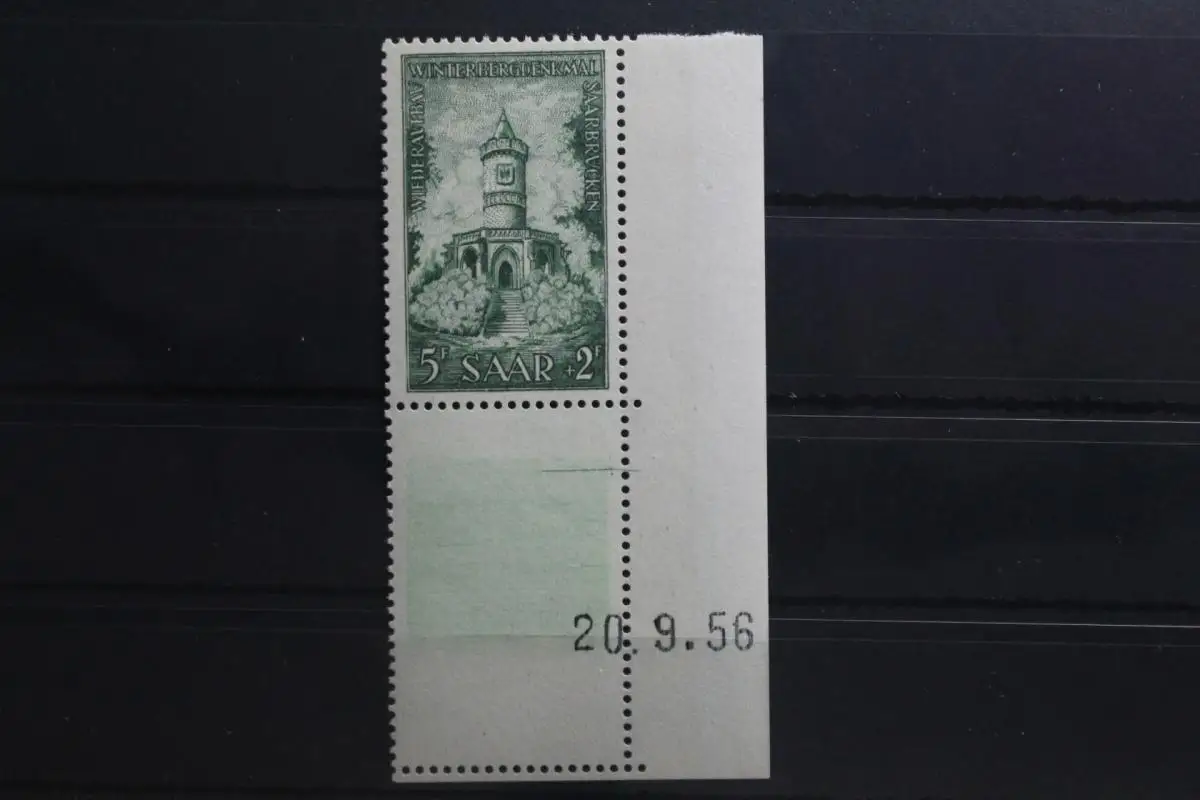 WIEDERAUFBAU
WINTERBERGDENKMAL
SAARBRÜCKEN
5F SAAR +2F
20.9.56